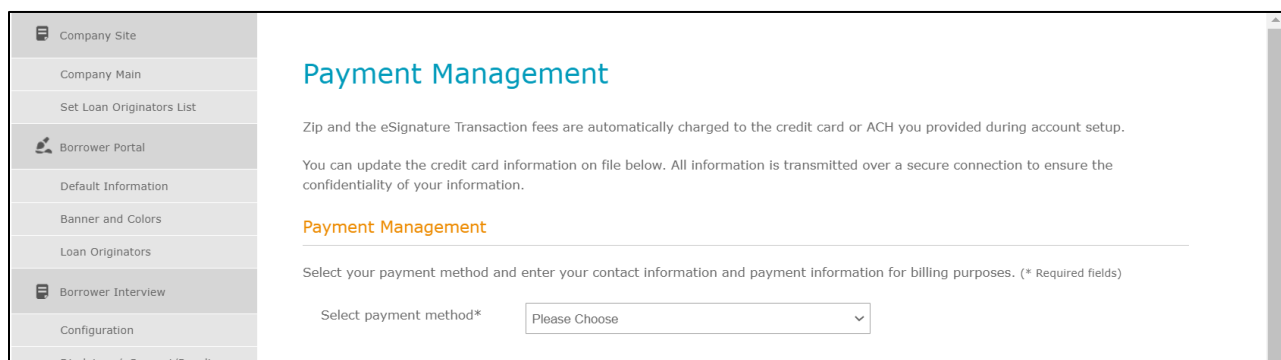 Company Site
Company Main
Set Loan Originators List
Borrower Portal
Default Information
Banner and Colors
Loan Originators
Borrower Interview
Configuration
Payment Management
Zip and the eSignature Transaction fees are automatically charged to the credit card or ACH you provided during account setup.
You can update the credit card information on file below. All information is transmitted over a secure connection to ensure the
confidentiality of your information.
Payment Management
Select your payment method and enter your contact information and payment information for billing purposes. (* Required fields)
Select payment method*
Please Choose